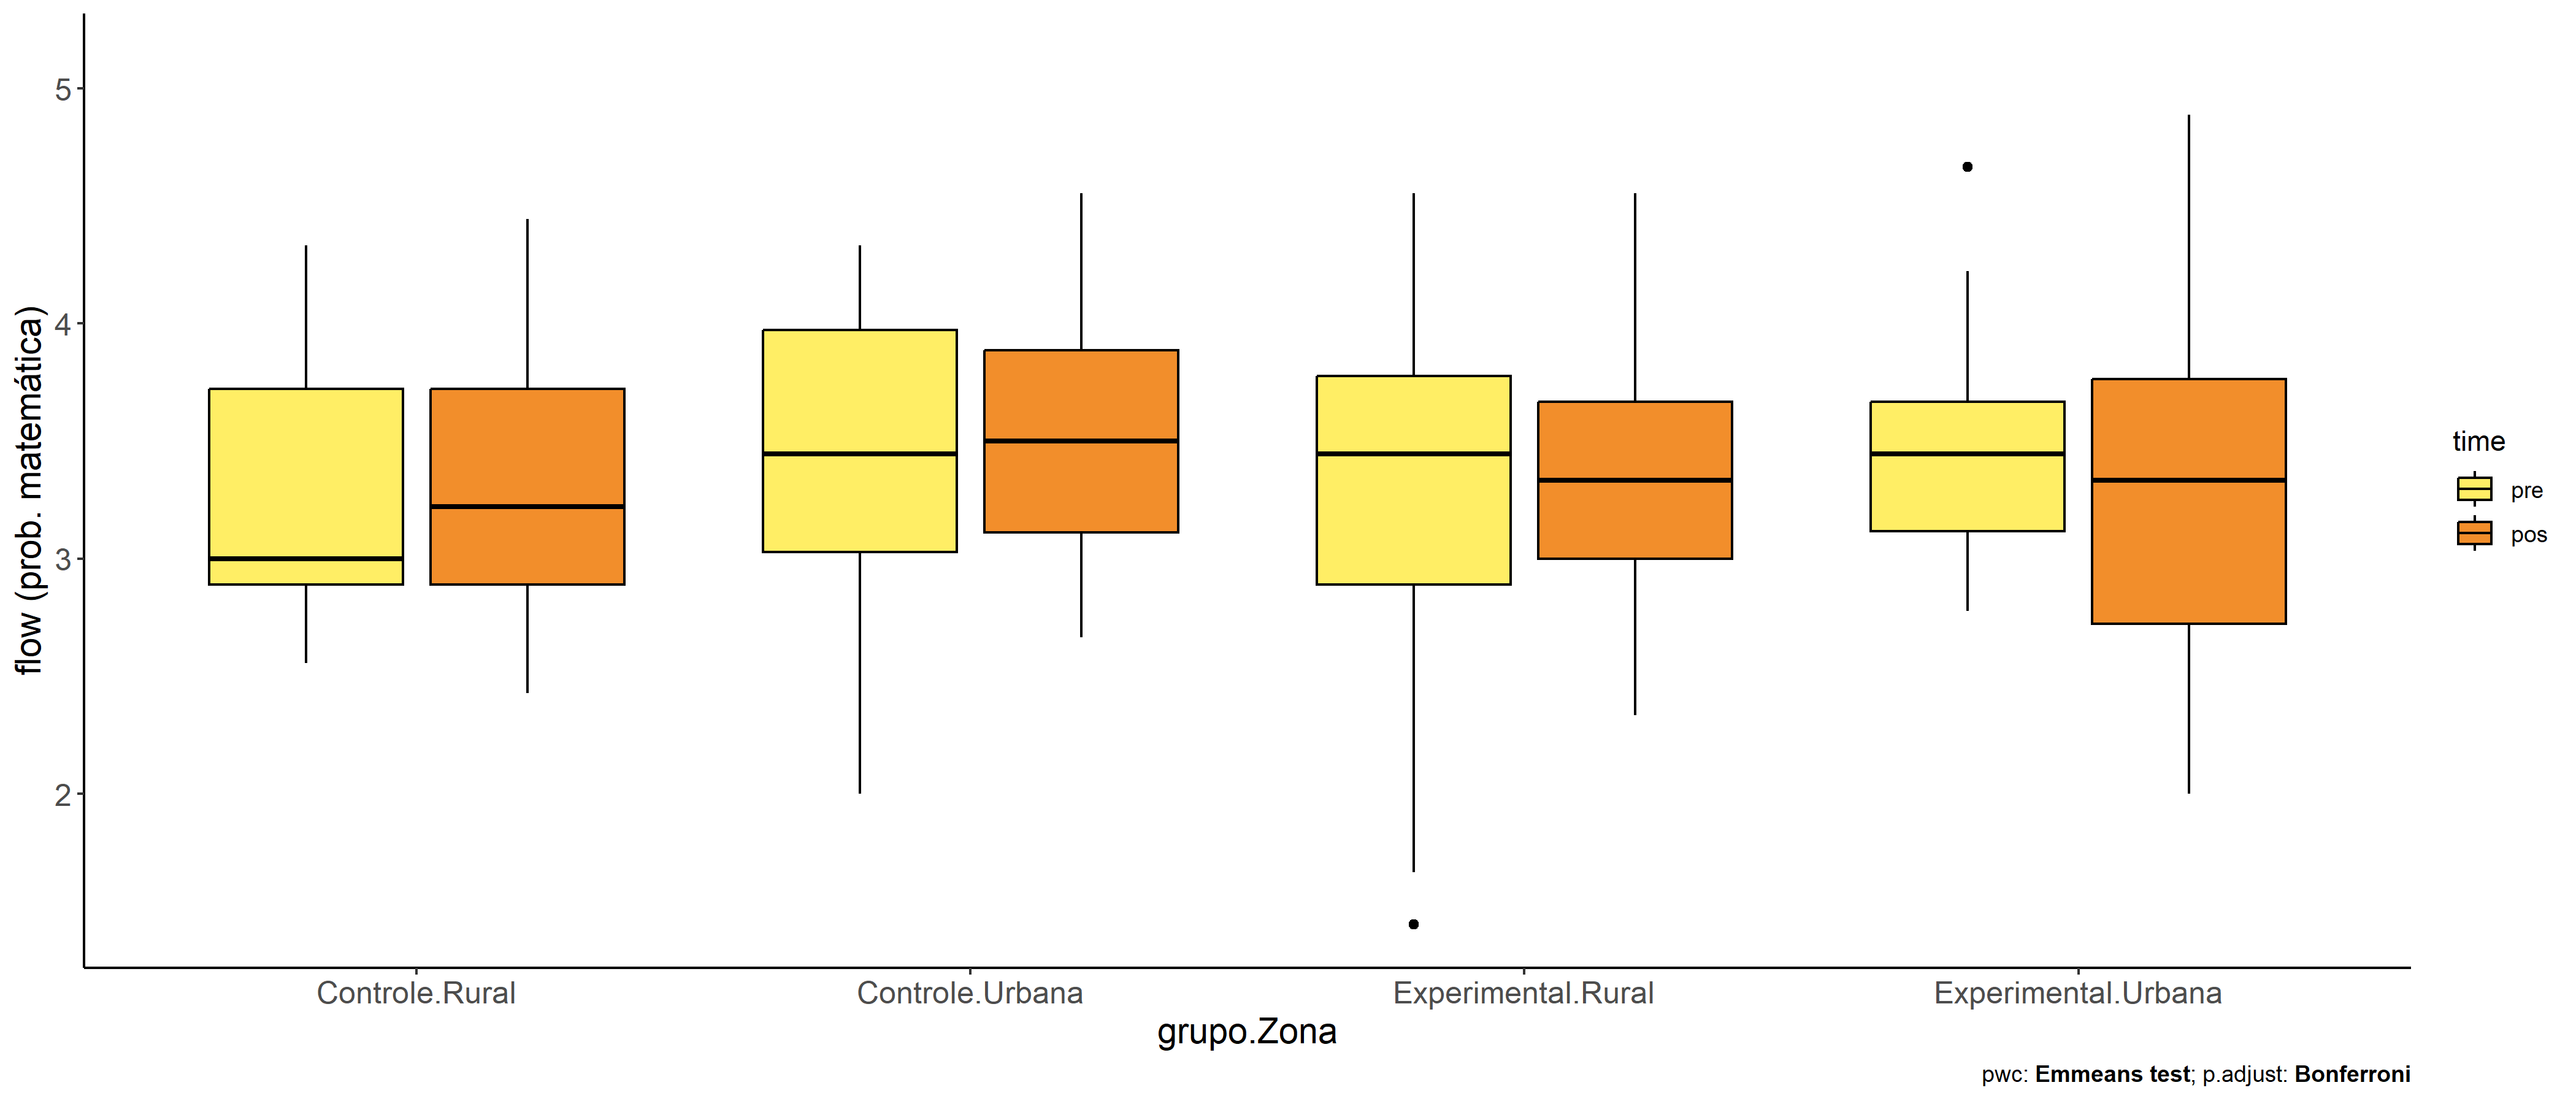 flow (prob. matemática)
5
4
3
2
Controle.Rural
Controle.Urbana
Experimental.Rural
Experimental.Urbana
grupo.Zona
time
pre
pos
pwc: Emmeans test; p.adjust: Bonferroni